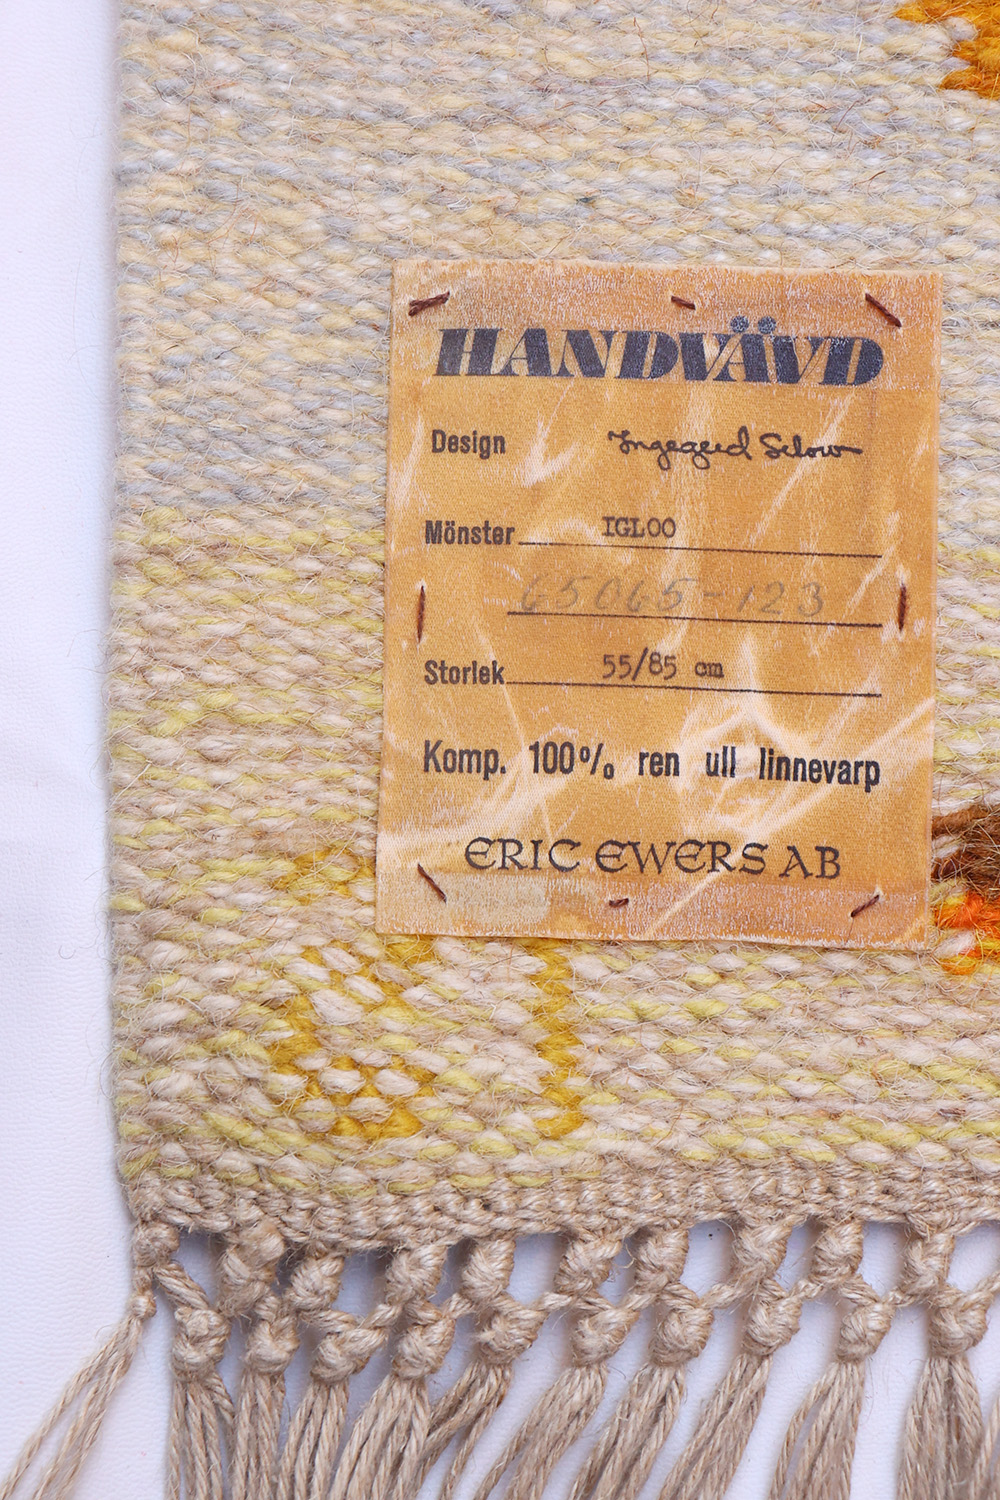 HANDVÄVD
Design Ingegerd Silow
Mönster IGLOO
65065-123
Storlek 55/85 cm
Komp. 100% ren ull linnevarp
ERIC EWERS AB